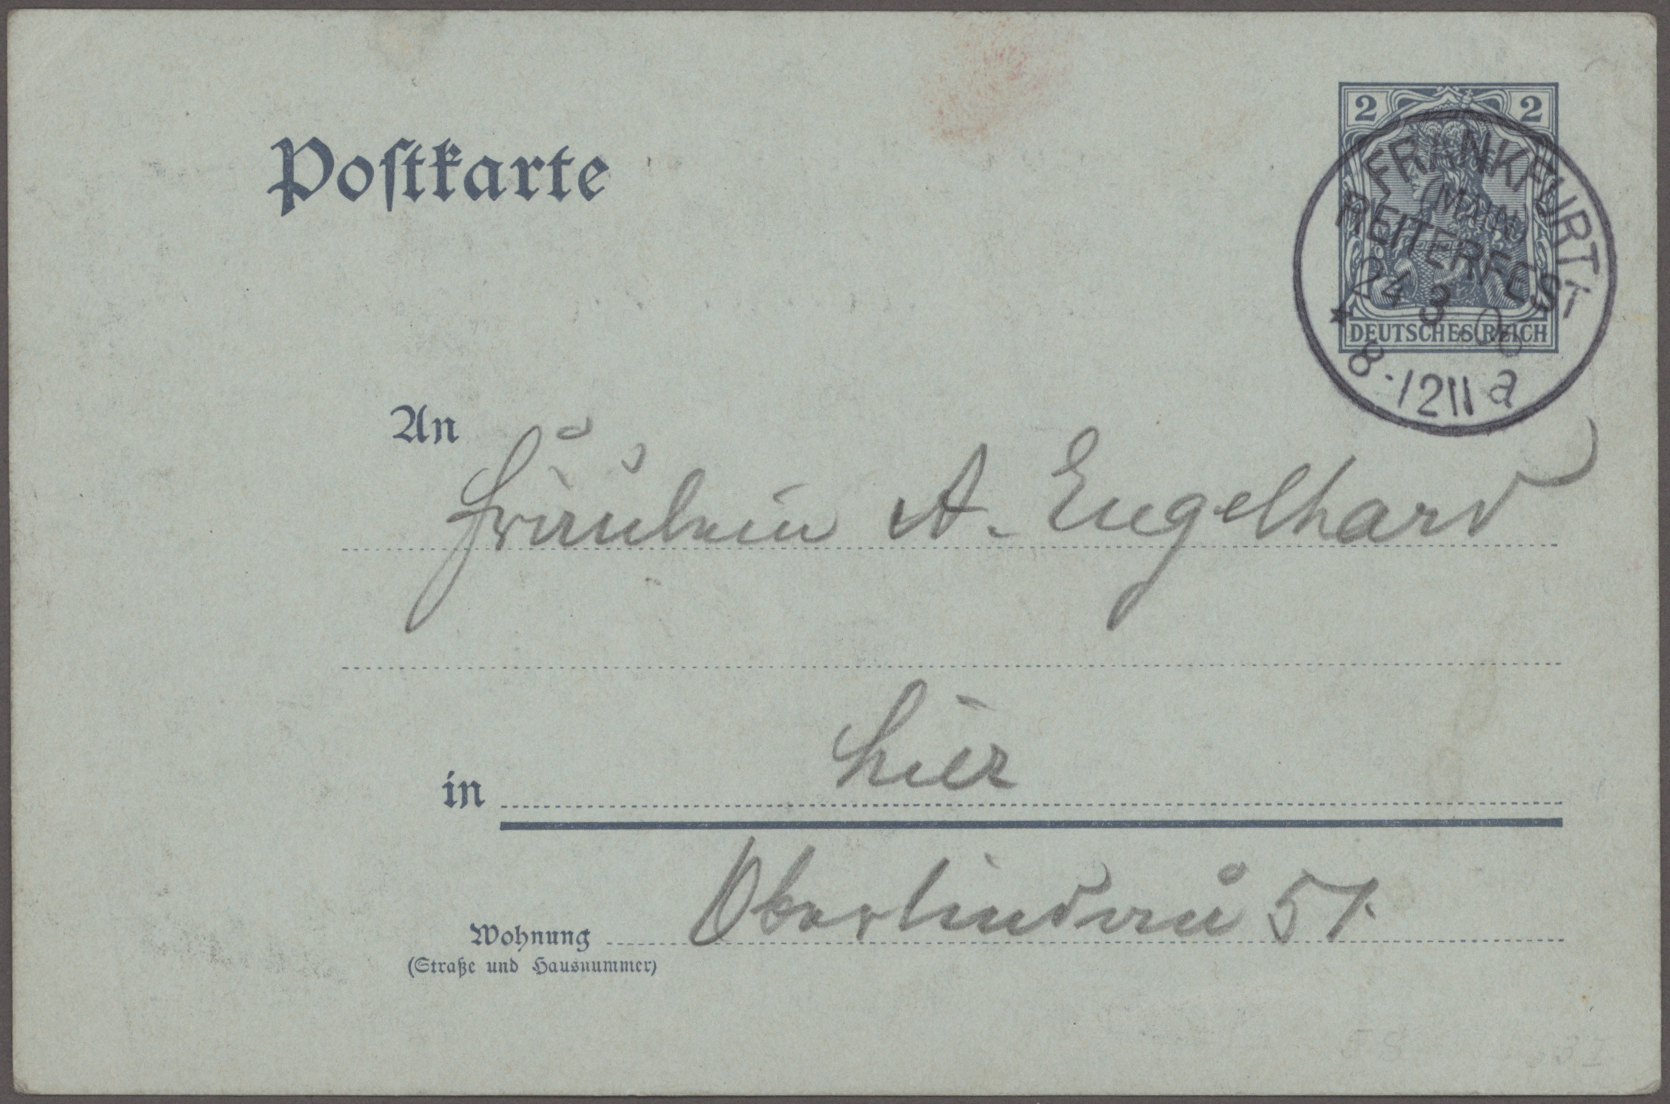 Postkarte
2 2
FRANKFURT
(MAIN)
REITERFEST
24 3 00
* 8.-12 N a
DEUTSCHES REICH
An Fräulein A. Engelhard
in hier
Wohnung Oberlindau 51.
(Straße und Hausnummer)